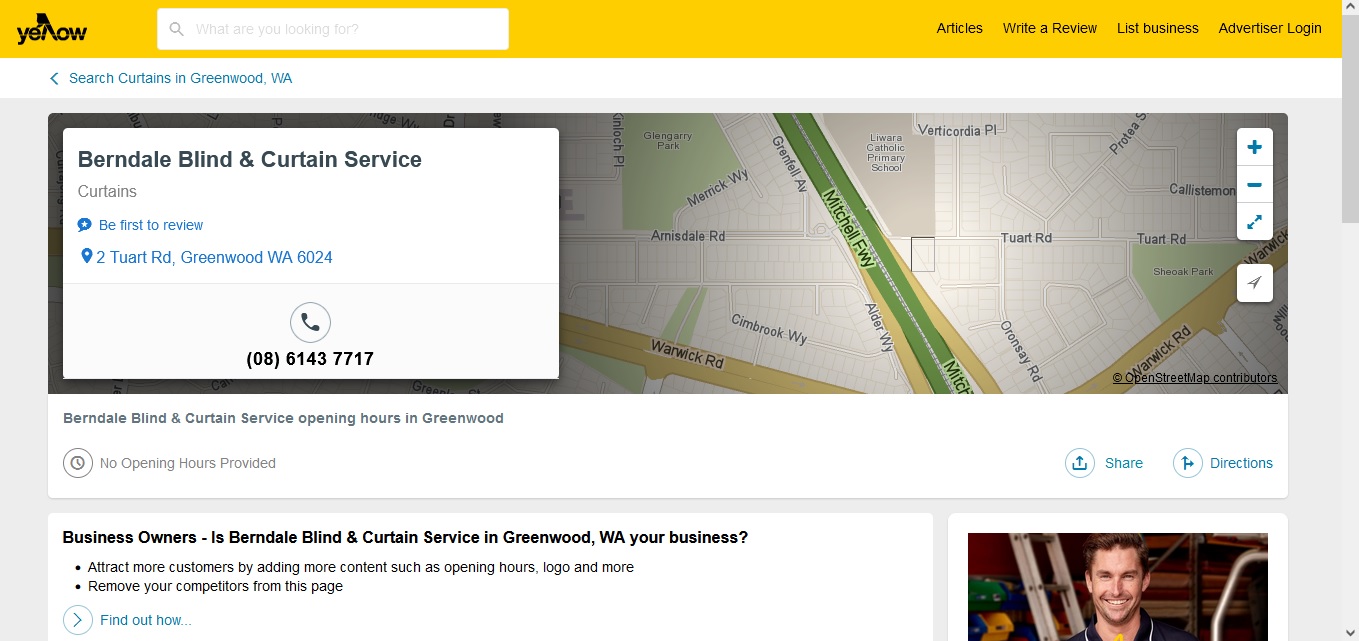 yellow
What are you looking for?
Articles
Write a Review
List business
Advertiser Login
Search Curtains in Greenwood, WA
Berndale Blind & Curtain Service
Curtains
Be first to review
2 Tuart Rd, Greenwood WA 6024
(08) 6143 7717
Glengarry
Park
Merrick Wy
Arnisdale Rd
Grenfell Av
Mitchell Fwy
Liwara
Catholic
Primary
School
Verticordia Pl
Callistemon
Tuart Rd
Tuart Rd
Sheoak Park
Warwick
Cimbrook Wy
Alder Wy
Warwick Rd
Oronsay Rd
Warwick Rd
© OpenStreetMap contributors
Berndale Blind & Curtain Service opening hours in Greenwood
No Opening Hours Provided
Share
Directions
Business Owners - Is Berndale Blind & Curtain Service in Greenwood, WA your business?
Attract more customers by adding more content such as opening hours, logo and more
Remove your competitors from this page
Find out how...